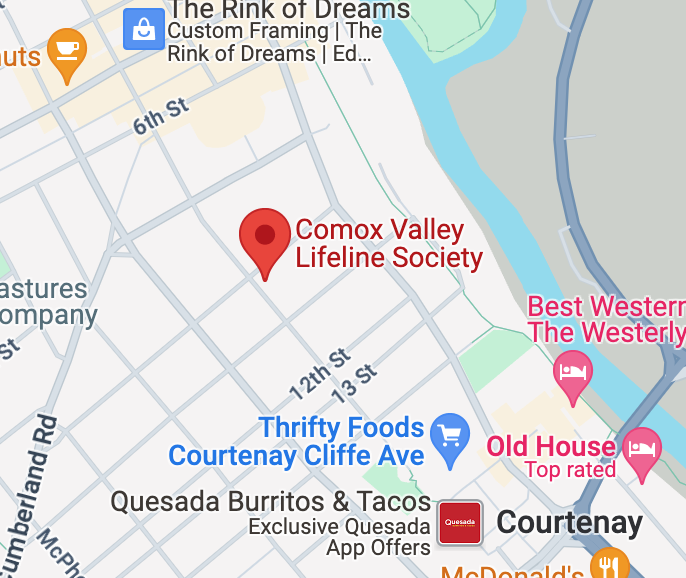 The Rink of Dreams
Custom Framing | The
Rink of Dreams | Ed...
uts
6th St
Comox Valley
Lifeline Society
astures
ompany
St
Best Western
The Westerly
12th St
13 St
Thrifty Foods
Courtenay Cliffe Ave
Old House
Top rated
Quesada Burritos & Tacos
Exclusive Quesada
App Offers
Quesada
Courtenay
umberland Rd
McPh
McDonald's